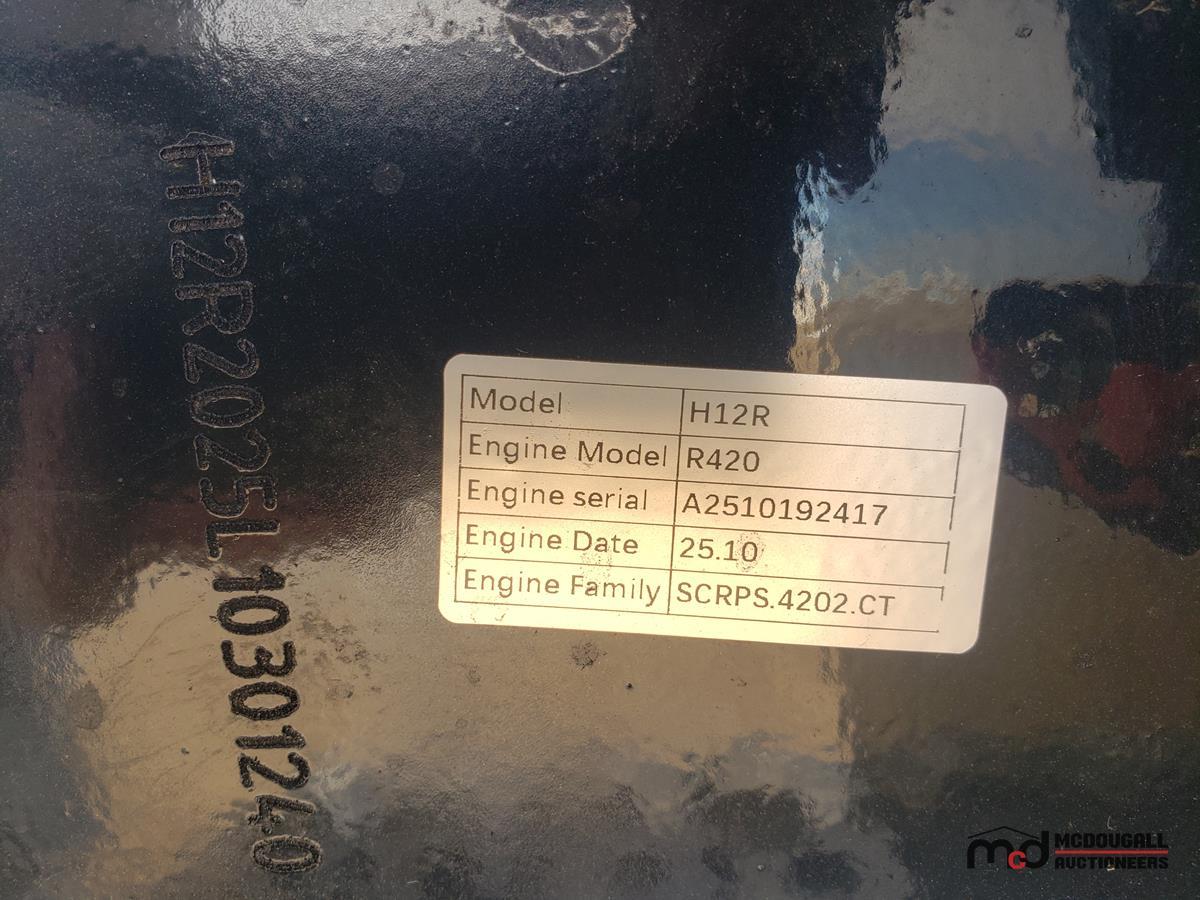 H12R2025L10301240
Model H12R
Engine Model R420
Engine serial A2510192417
Engine Date 25.10
Engine Family SCRPS.4202.CT
mcd MCDOUGALL
AUCTIONEERS